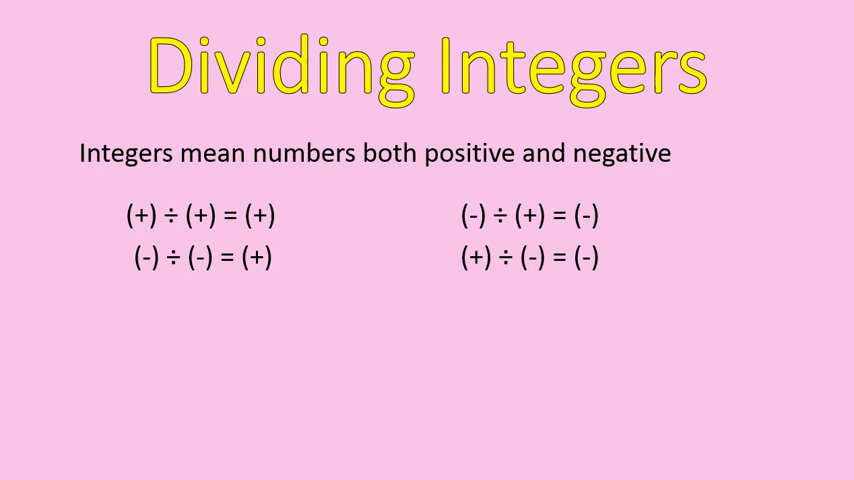 Dividing Integers
Integers mean numbers both positive and negative
(+) ÷ (+) = (+)
(-) ÷ (-) = (+)
(-) ÷ (+) = (-)
(+) ÷ (-) = (-)